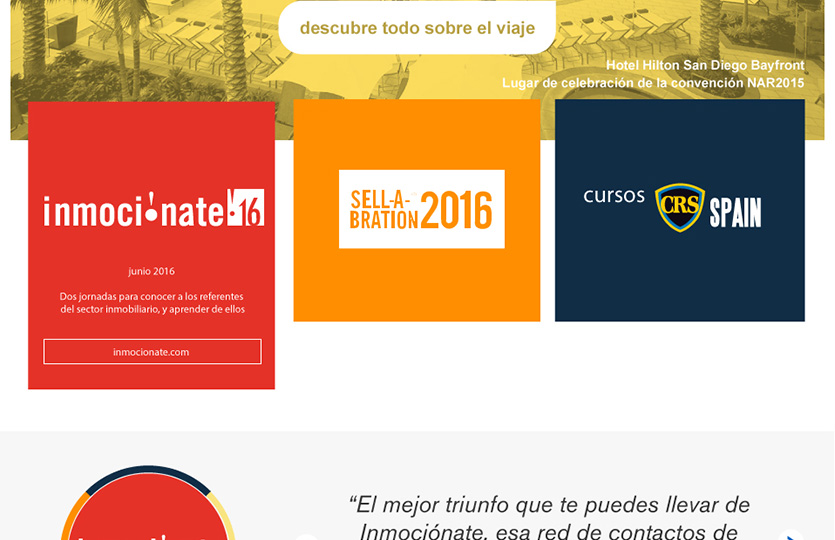 descubre todo sobre el viaje
Hotel Hilton San Diego Bayfront
Lugar de celebración de la convención NAR2015
inmoci!nate!16
junio 2016
Dos jornadas para conocer a los referentes
del sector inmobiliario, y aprender de ellos
inmocionate.com
SELL-A-
BRATION 2016
cursos CRS SPAIN
“El mejor triunfo que te puedes llevar de
Inmociónate, esa red de contactos de